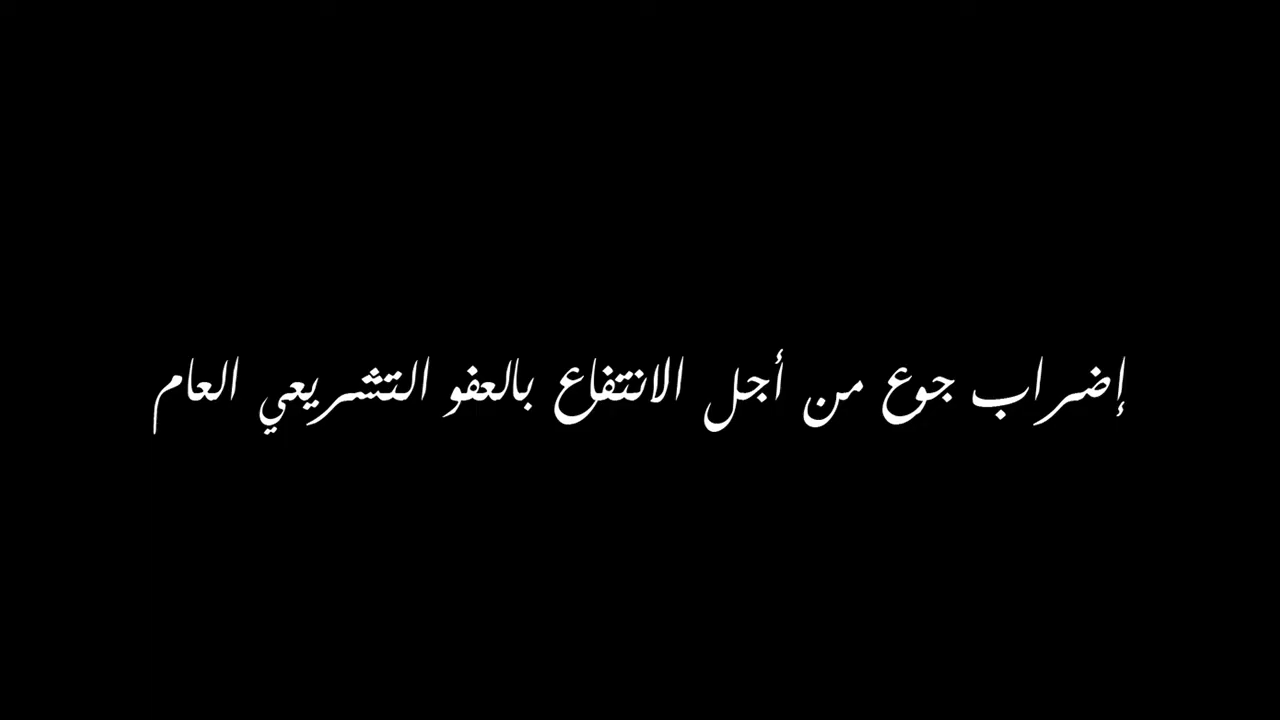 إضراب جوع من أجل الانتفاع بالعفو التشريعي العام